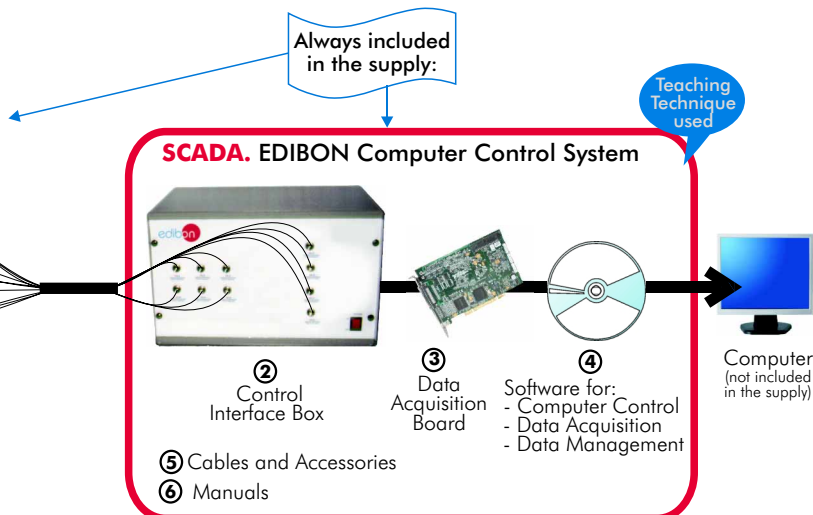 Always included
in the supply:
Teaching
Technique
used
SCADA. EDIBON Computer Control System
edibon
②
Control
Interface Box
③
Data
Acquisition
Board
④
Software for:
- Computer Control
- Data Acquisition
- Data Management
Computer
(not included
in the supply)
⑤ Cables and Accessories
⑥ Manuals